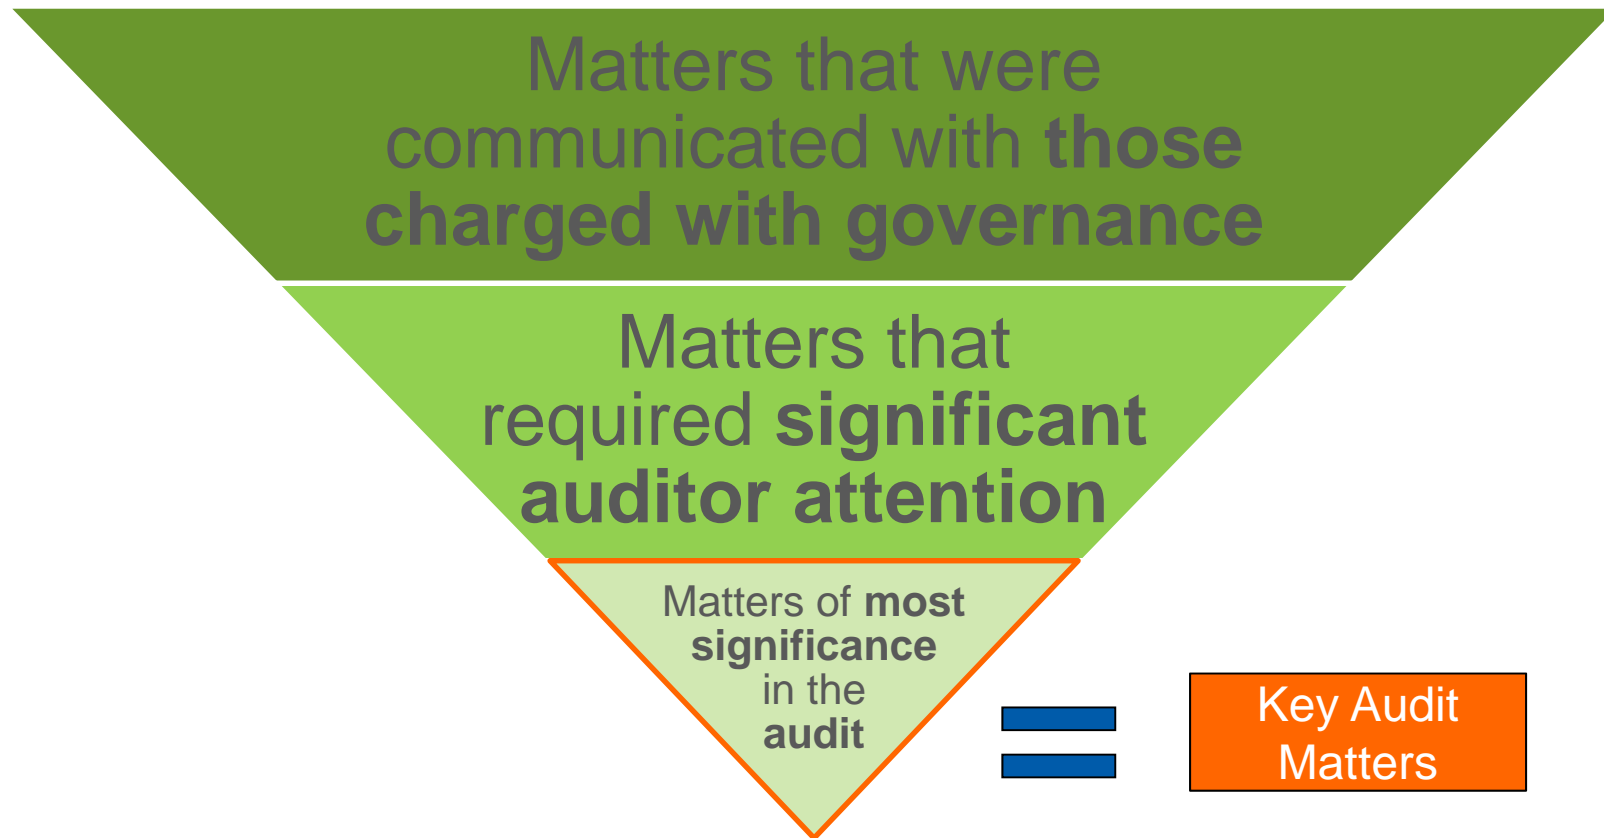 Matters that were
communicated with those
charged with governance
Matters that
required significant
auditor attention
Matters of most
significance
in the
audit
Key Audit
Matters